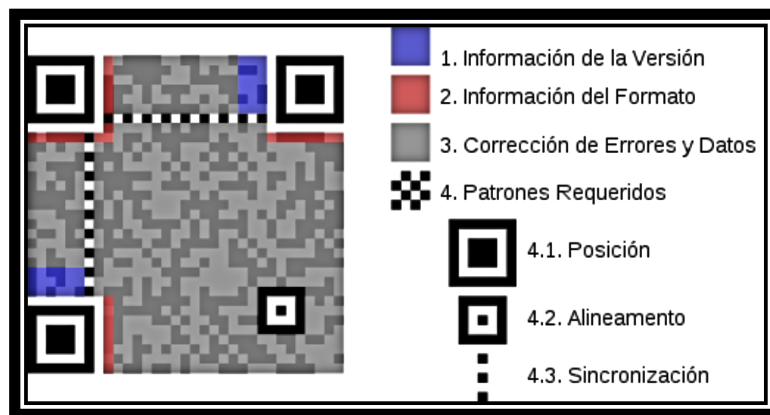 1. Información de la Versión
2. Información del Formato
3. Corrección de Errores y Datos
4. Patrones Requeridos
4.1. Posición
4.2. Alineamento
4.3. Sincronización